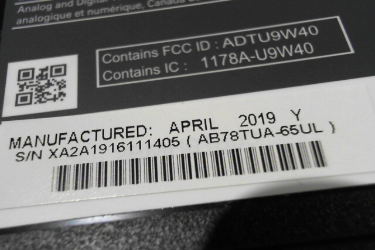 Analog and Digital
analogique et numérique, Canada
Contains FCC ID : ADTU9W40
Contains IC : 1178A-U9W40
MANUFACTURED: APRIL 2019 Y
S/N XA2A1916111405 ( AB78TUA-65UL )